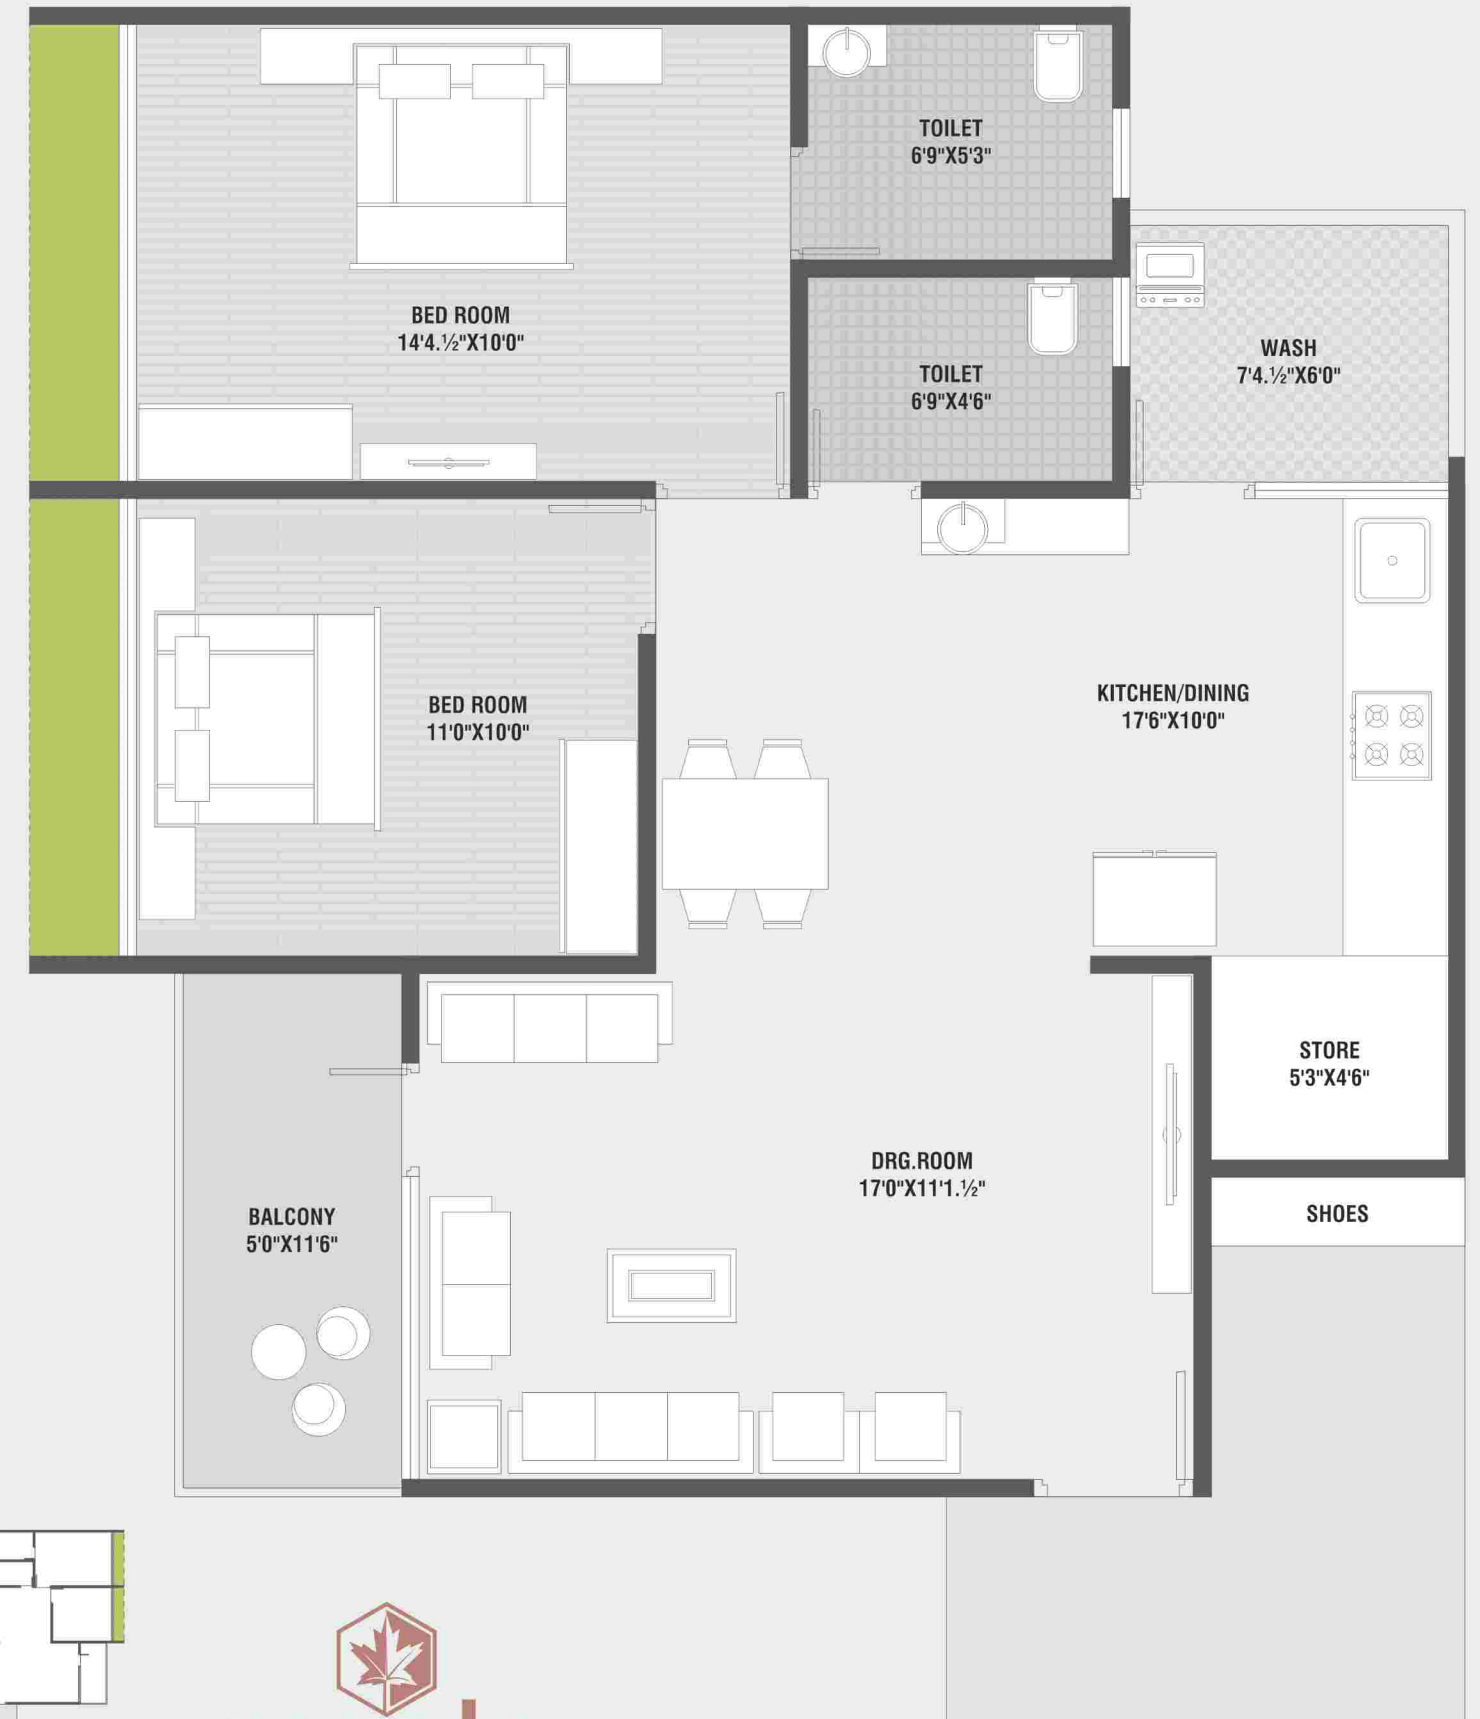 TOILET
6'9"X5'3"
BED ROOM
14'4.½"X10'0"
TOILET
6'9"X4'6"
WASH
7'4.½"X6'0"
BED ROOM
11'0"X10'0"
KITCHEN/DINING
17'6"X10'0"
STORE
5'3"X4'6"
DRG.ROOM
17'0"X11'1.½"
SHOES
BALCONY
5'0"X11'6"